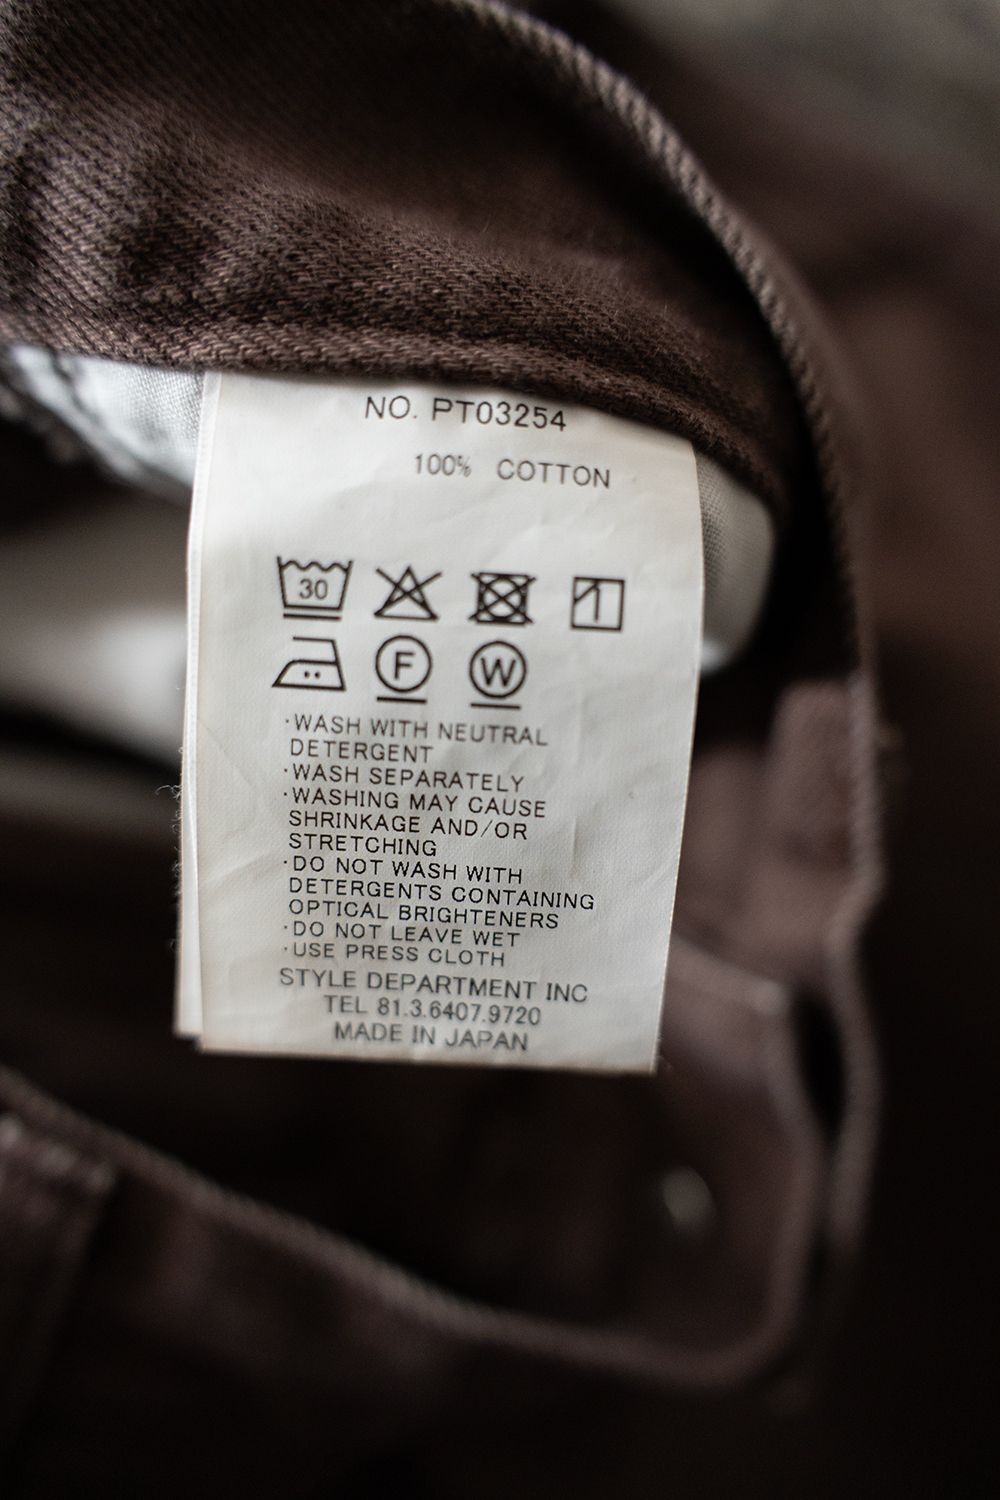 NO. PT03254
100% COTTON
30
F W
·WASH WITH NEUTRAL
DETERGENT
·WASH SEPARATELY
·WASHING MAY CAUSE
SHRINKAGE AND/OR
STRETCHING
·DO NOT WASH WITH
DETERGENTS CONTAINING
OPTICAL BRIGHTENERS
·DO NOT LEAVE WET
·USE PRESS CLOTH
STYLE DEPARTMENT INC
TEL 81.3.6407.9720
MADE IN JAPAN